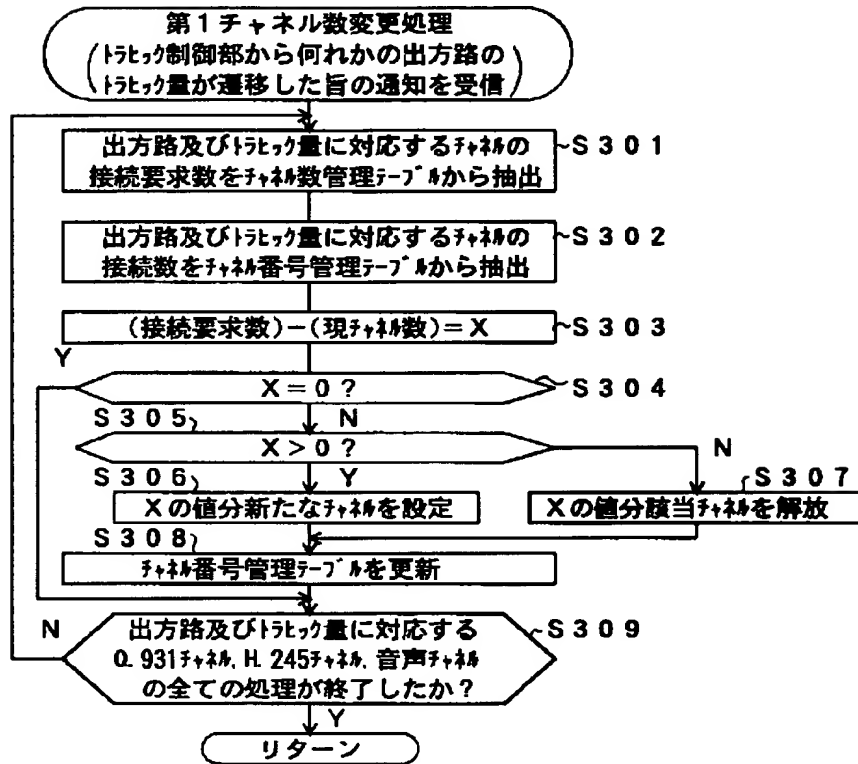 第1チャネル数変更処理
(トラヒック制御部から何れかの出方路の
トラヒック量が遷移した旨の通知を受信)
出方路及びトラヒック量に対応するチャネルの
接続要求数をチャネル数管理テーブルから抽出
S301
出方路及びトラヒック量に対応するチャネルの
接続数をチャネル番号管理テーブルから抽出
S302
(接続要求数)-(現チャネル数)=X
S303
Y
X=0?
S304
S305
N
X>0?
N
S306
Y
S307
Xの値分新たなチャネルを設定
Xの値分該当チャネルを解放
S308
チャネル番号管理テーブルを更新
N
出方路及びトラヒック量に対応する
Q.931チャネル,H.245チャネル,音声チャネル
の全ての処理が終了したか?
S309
Y
リターン